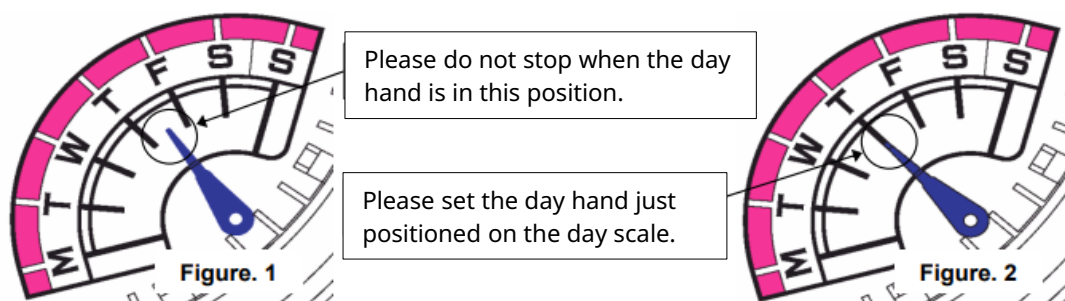 M T W T F S S
Figure. 1
Please do not stop when the day
hand is in this position.
Please set the day hand just
positioned on the day scale.
M T W T F S S
Figure. 2